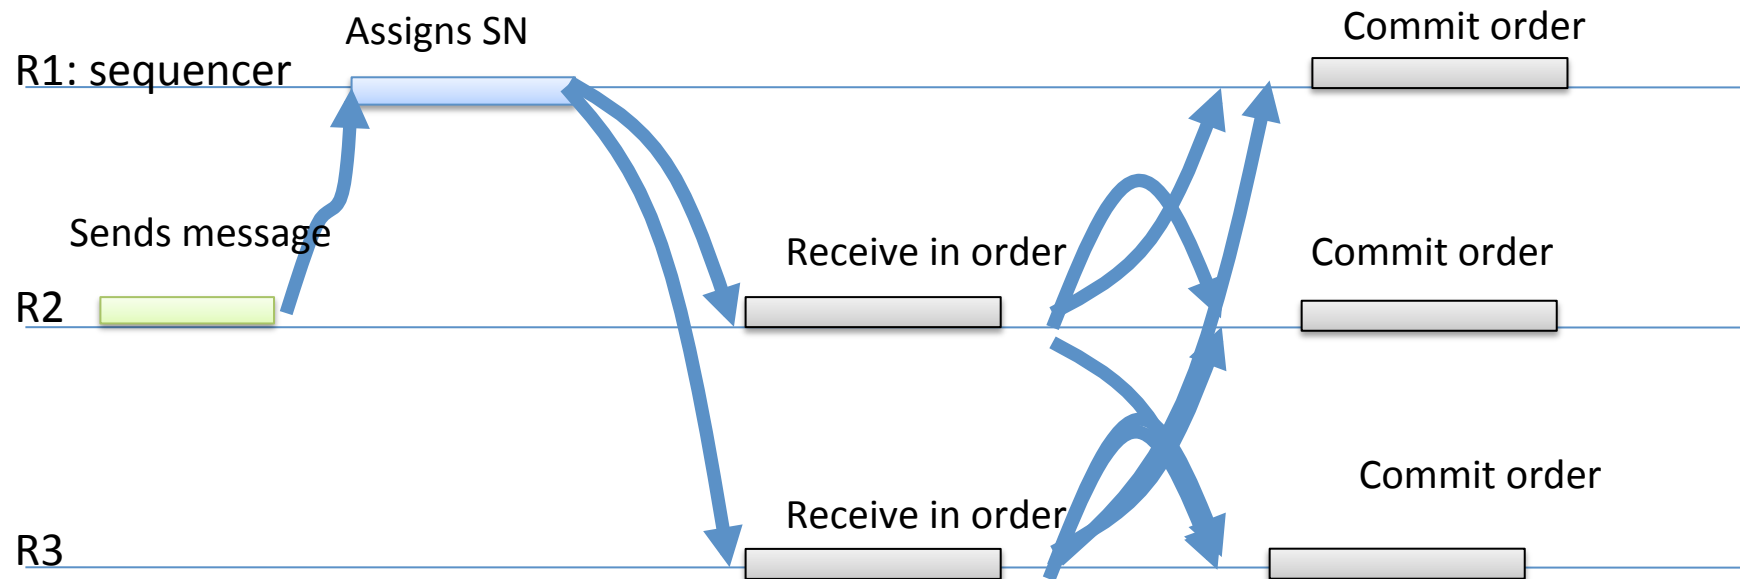 Assigns SN
Commit order
R1: sequencer
Sends message
Receive in order
Commit order
R2
Commit order
Receive in order
R3